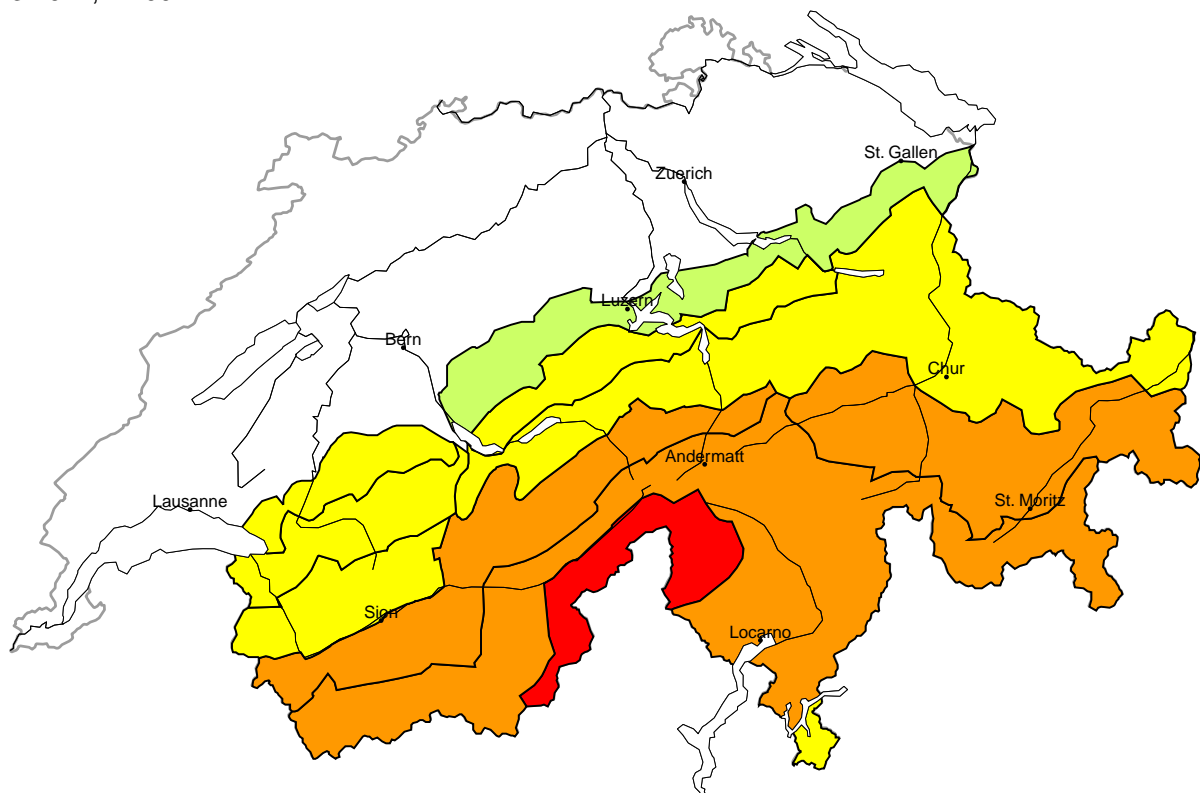 St. Gallen
Zuerich
Luzern
Bern
Chur
Andermatt
Lausanne
St. Moritz
Sion
Locarno